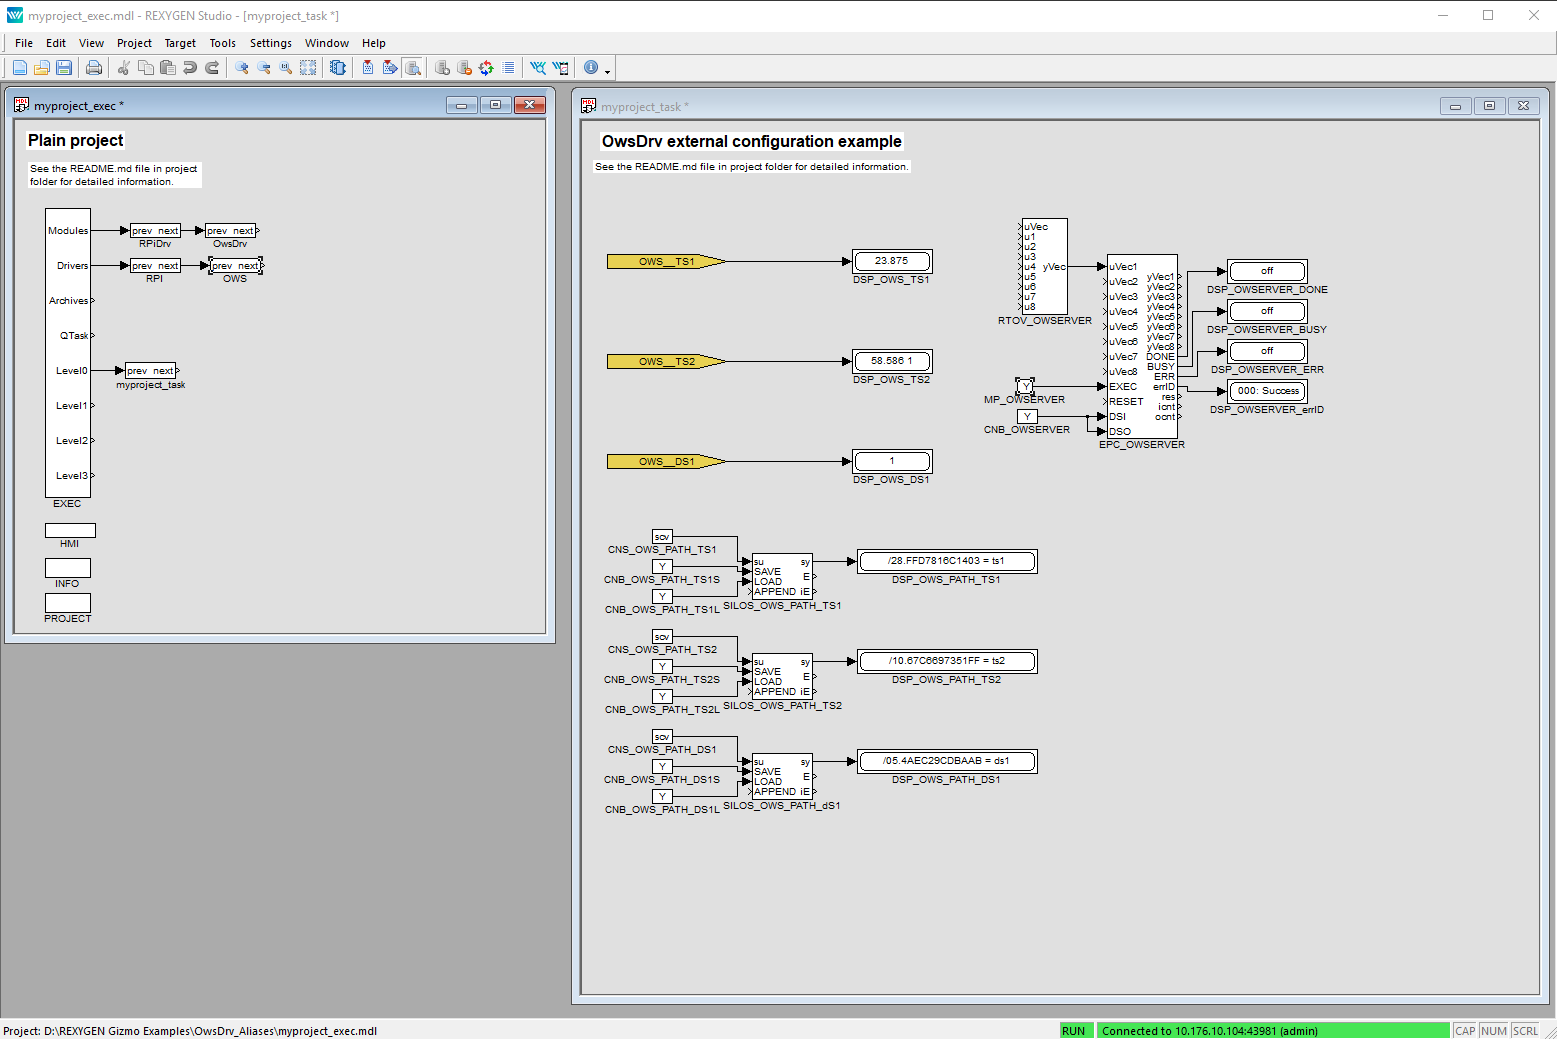 myproject_exec.mdl - REXYGEN Studio - [myproject_task *]
File Edit View Project Target Tools Settings Window Help
myproject_exec *
Plain project
See the README.md file in project
folder for detailed information.
Modules
prev next
RPiDrv
prev next
OwsDrv
Drivers
prev next
RPI
prev next
OWS
Archives
QTask
Level0
prev next
myproject_task
Level1
Level2
Level3
EXEC
HMI
INFO
PROJECT
myproject_task *
OwsDrv external configuration example
See the README.md file in project folder for detailed information.
OWS__TS1
23.875
DSP_OWS_TS1
OWS__TS2
58.586 1
DSP_OWS_TS2
OWS__DS1
1
DSP_OWS_DS1
uVec
u1
u2
u3
u4 yVec
u5
u6
u7
u8
RTOV_OWSERVER
Y
MP_OWSERVER
Y
CNB_OWSERVER
uVec1
uVec2
uVec3
uVec4
uVec5
uVec6
uVec7
uVec8
EXEC
RESET
DSI
DSO
yVec1
yVec2
yVec3
yVec4
yVec5
yVec6
yVec7
yVec8
DONE
BUSY
ERR
errID
res
icnt
ocnt
EPC_OWSERVER
off
DSP_OWSERVER_DONE
off
DSP_OWSERVER_BUSY
off
DSP_OWSERVER_ERR
000: Success
DSP_OWSERVER_errID
scv
CNS_OWS_PATH_TS1
Y
CNB_OWS_PATH_TS1S
Y
CNB_OWS_PATH_TS1L
su sy
SAVE E
LOAD
APPEND iE
SILOS_OWS_PATH_TS1
/28.FFD7816C1403 = ts1
DSP_OWS_PATH_TS1
scv
CNS_OWS_PATH_TS2
Y
CNB_OWS_PATH_TS2S
Y
CNB_OWS_PATH_TS2L
su sy
SAVE E
LOAD
APPEND iE
SILOS_OWS_PATH_TS2
/10.67C6697351FF = ts2
DSP_OWS_PATH_TS2
scv
CNS_OWS_PATH_DS1
Y
CNB_OWS_PATH_DS1S
Y
CNB_OWS_PATH_DS1L
su sy
SAVE E
LOAD
APPEND iE
SILOS_OWS_PATH_dS1
/05.4AEC29CDBAAB = ds1
DSP_OWS_PATH_DS1
Project: D:\REXYGEN Gizmo Examples\OwsDrv_Aliases\myproject_exec.mdl
RUN
Connected to 10.176.10.104:43981 (admin)
CAP NUM SCRL